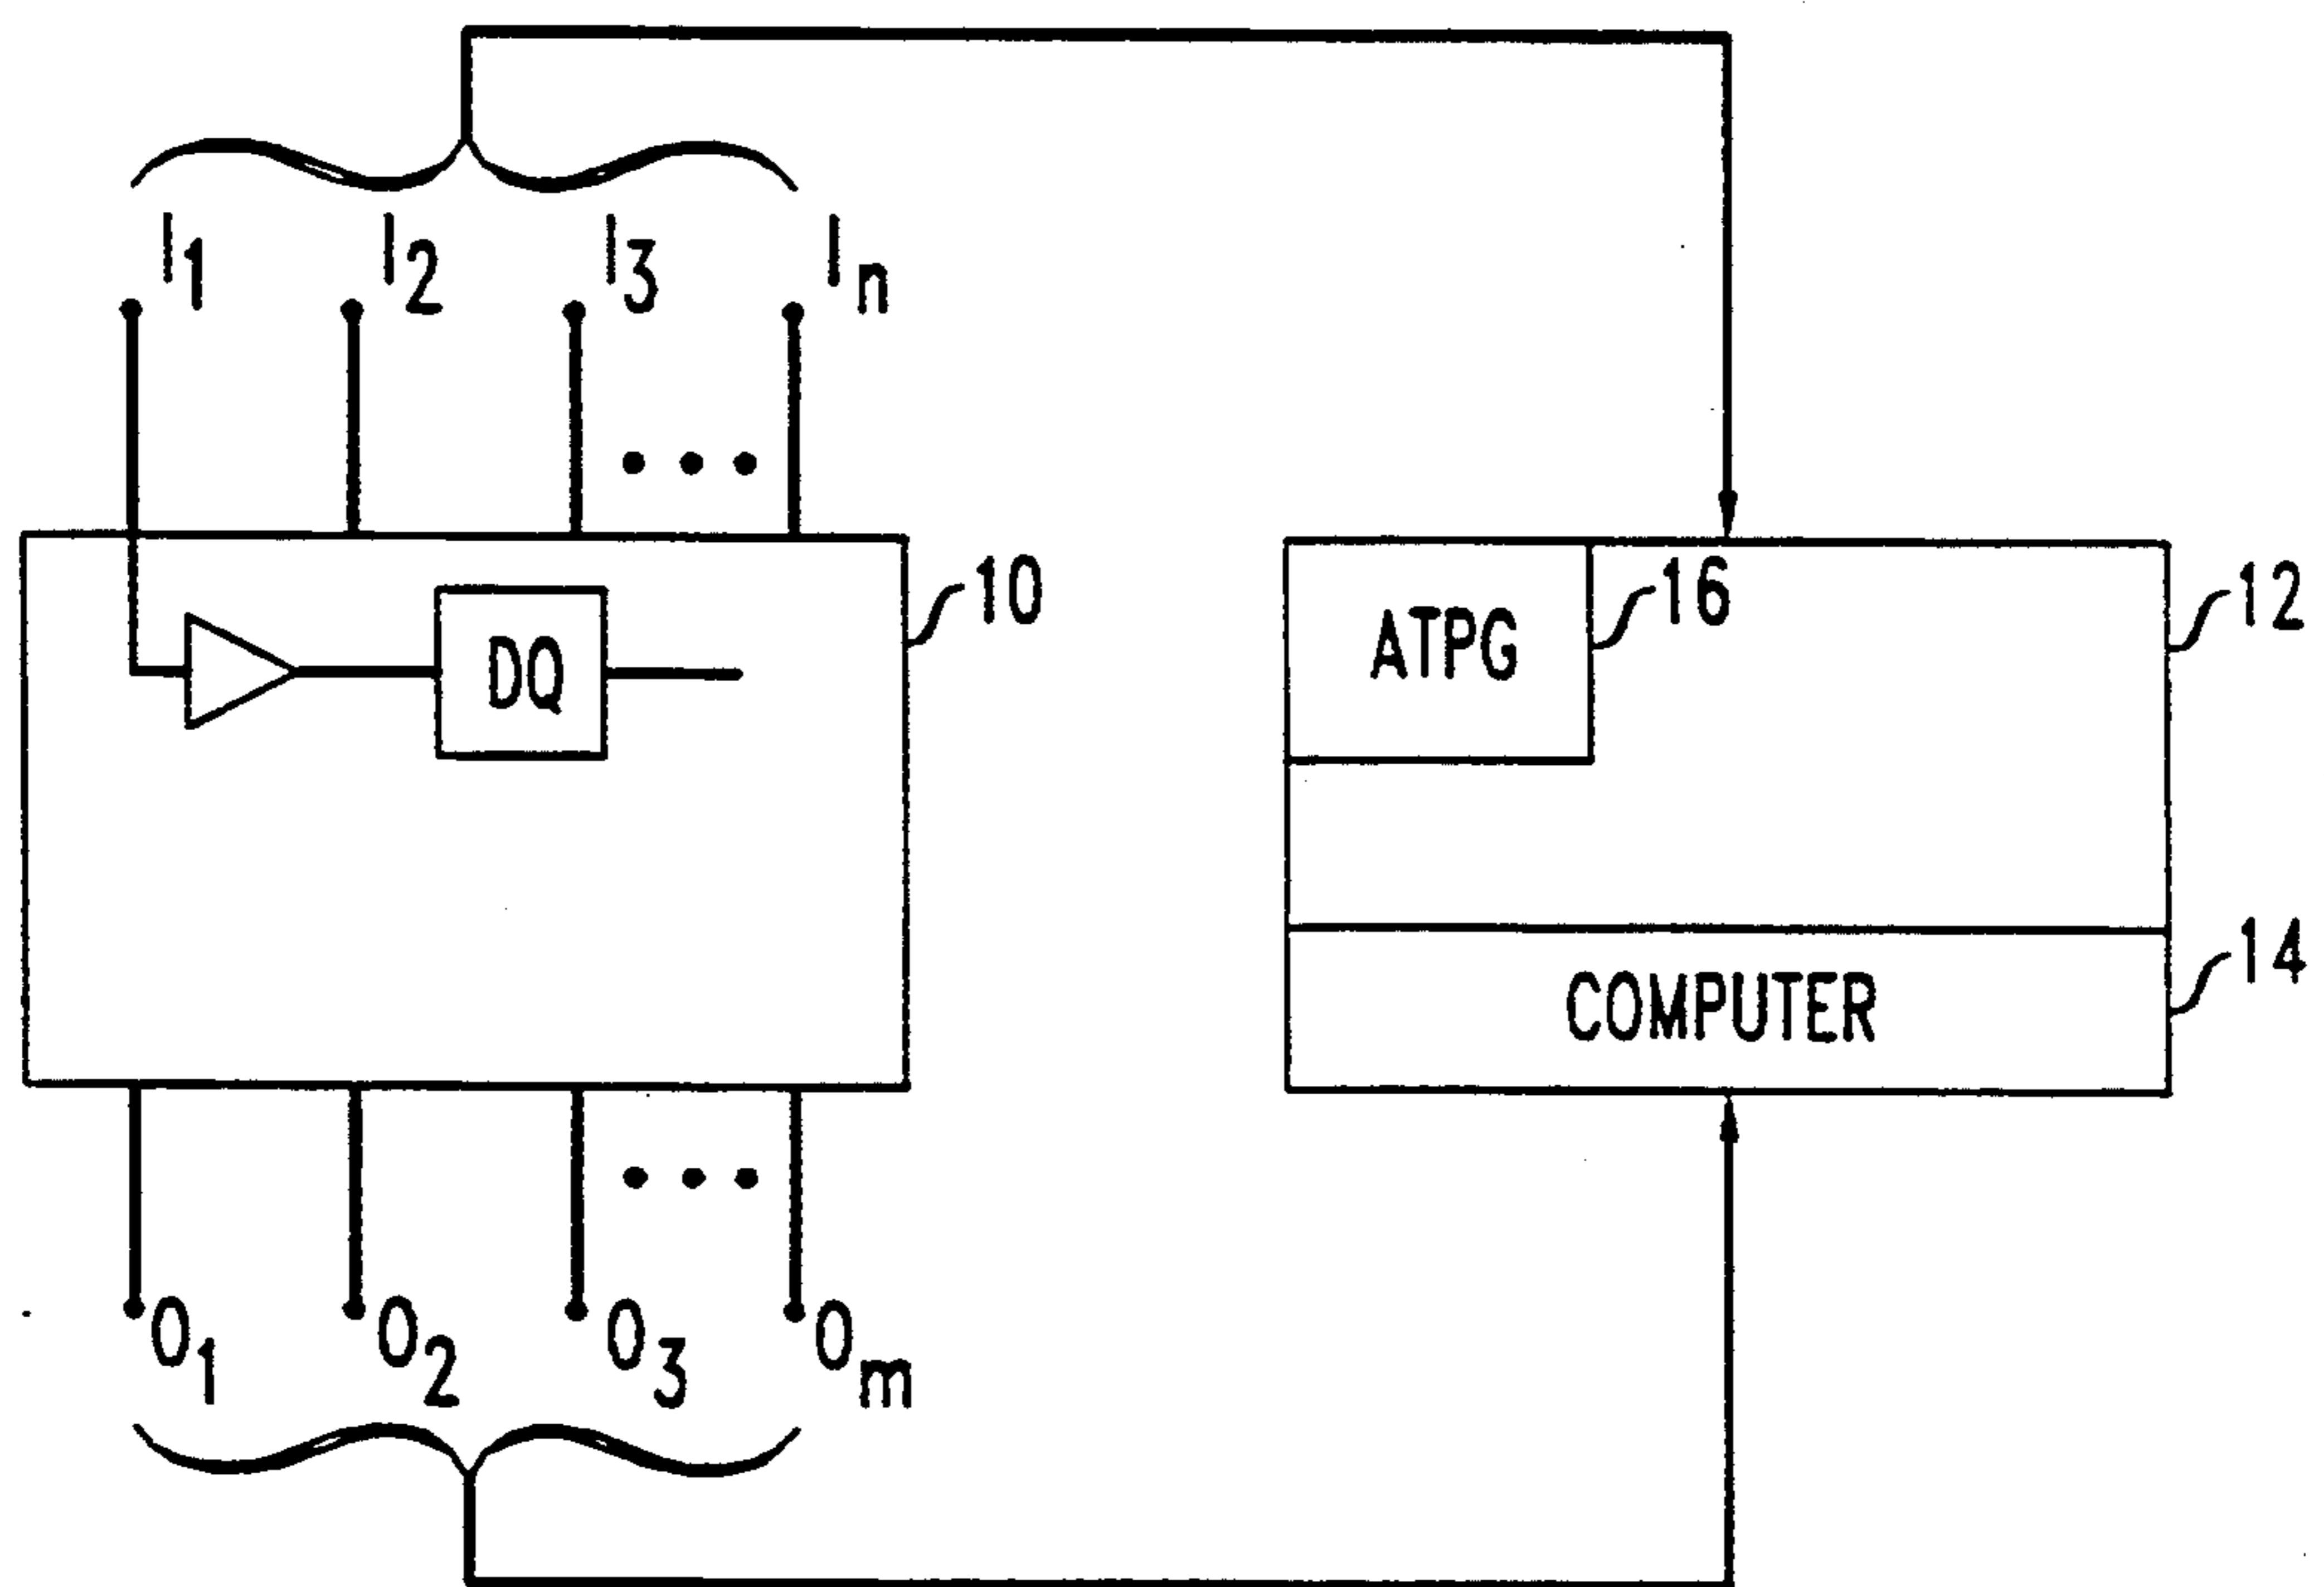 I1 I2 I3 In
10
DQ
16
ATPG
12
14
COMPUTER
O1 O2 O3 Om